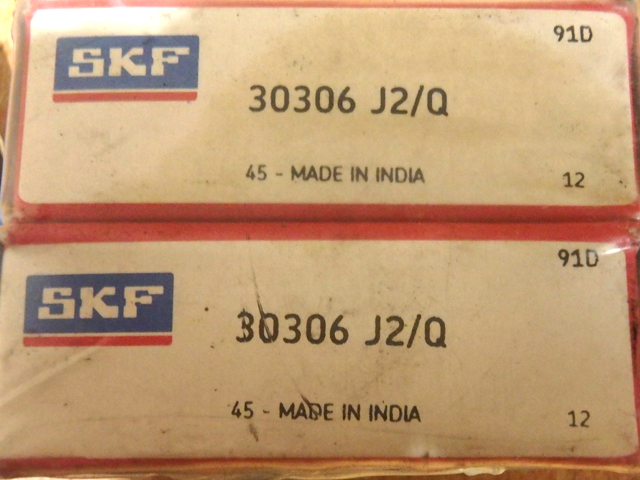 91D
SKF
30306 J2/Q
45 - MADE IN INDIA
12
91D
SKF
30306 J2/Q
45 - MADE IN INDIA
12